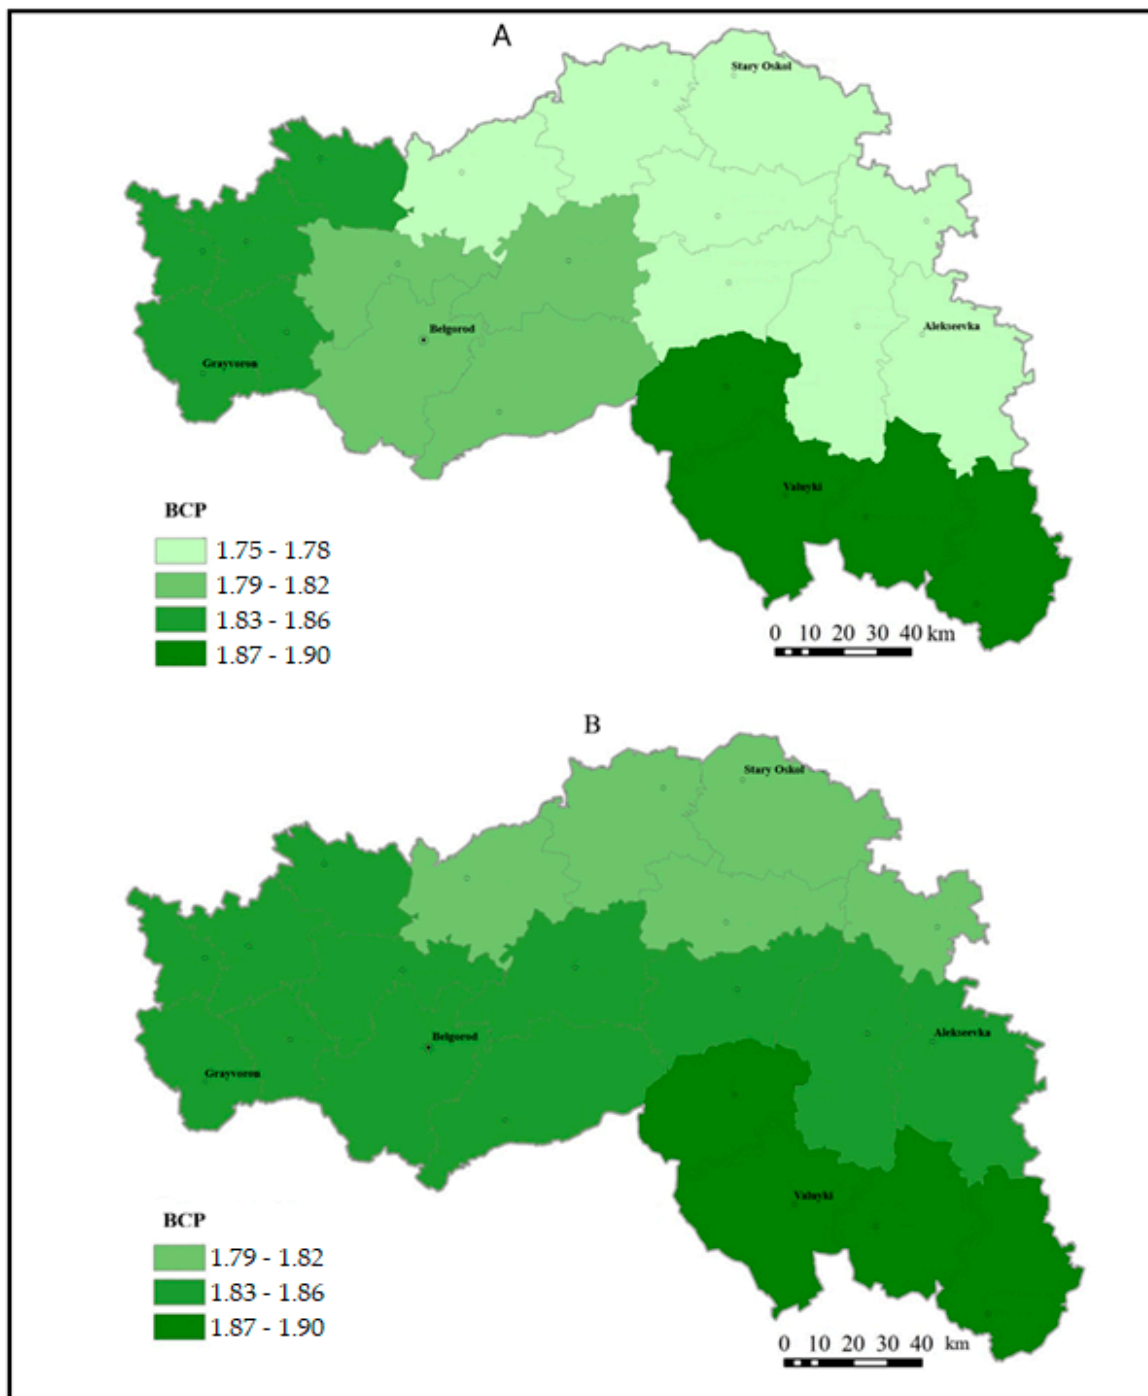 A
Stary Oskol
Belgorod
Alekseevka
Grayvoron
Valuyki
BCP
1.75 - 1.78
1.79 - 1.82
1.83 - 1.86
1.87 - 1.90
0 10 20 30 40 km
B
Stary Oskol
Belgorod
Alekseevka
Grayvoron
Valuyki
BCP
1.79 - 1.82
1.83 - 1.86
1.87 - 1.90
0 10 20 30 40 km